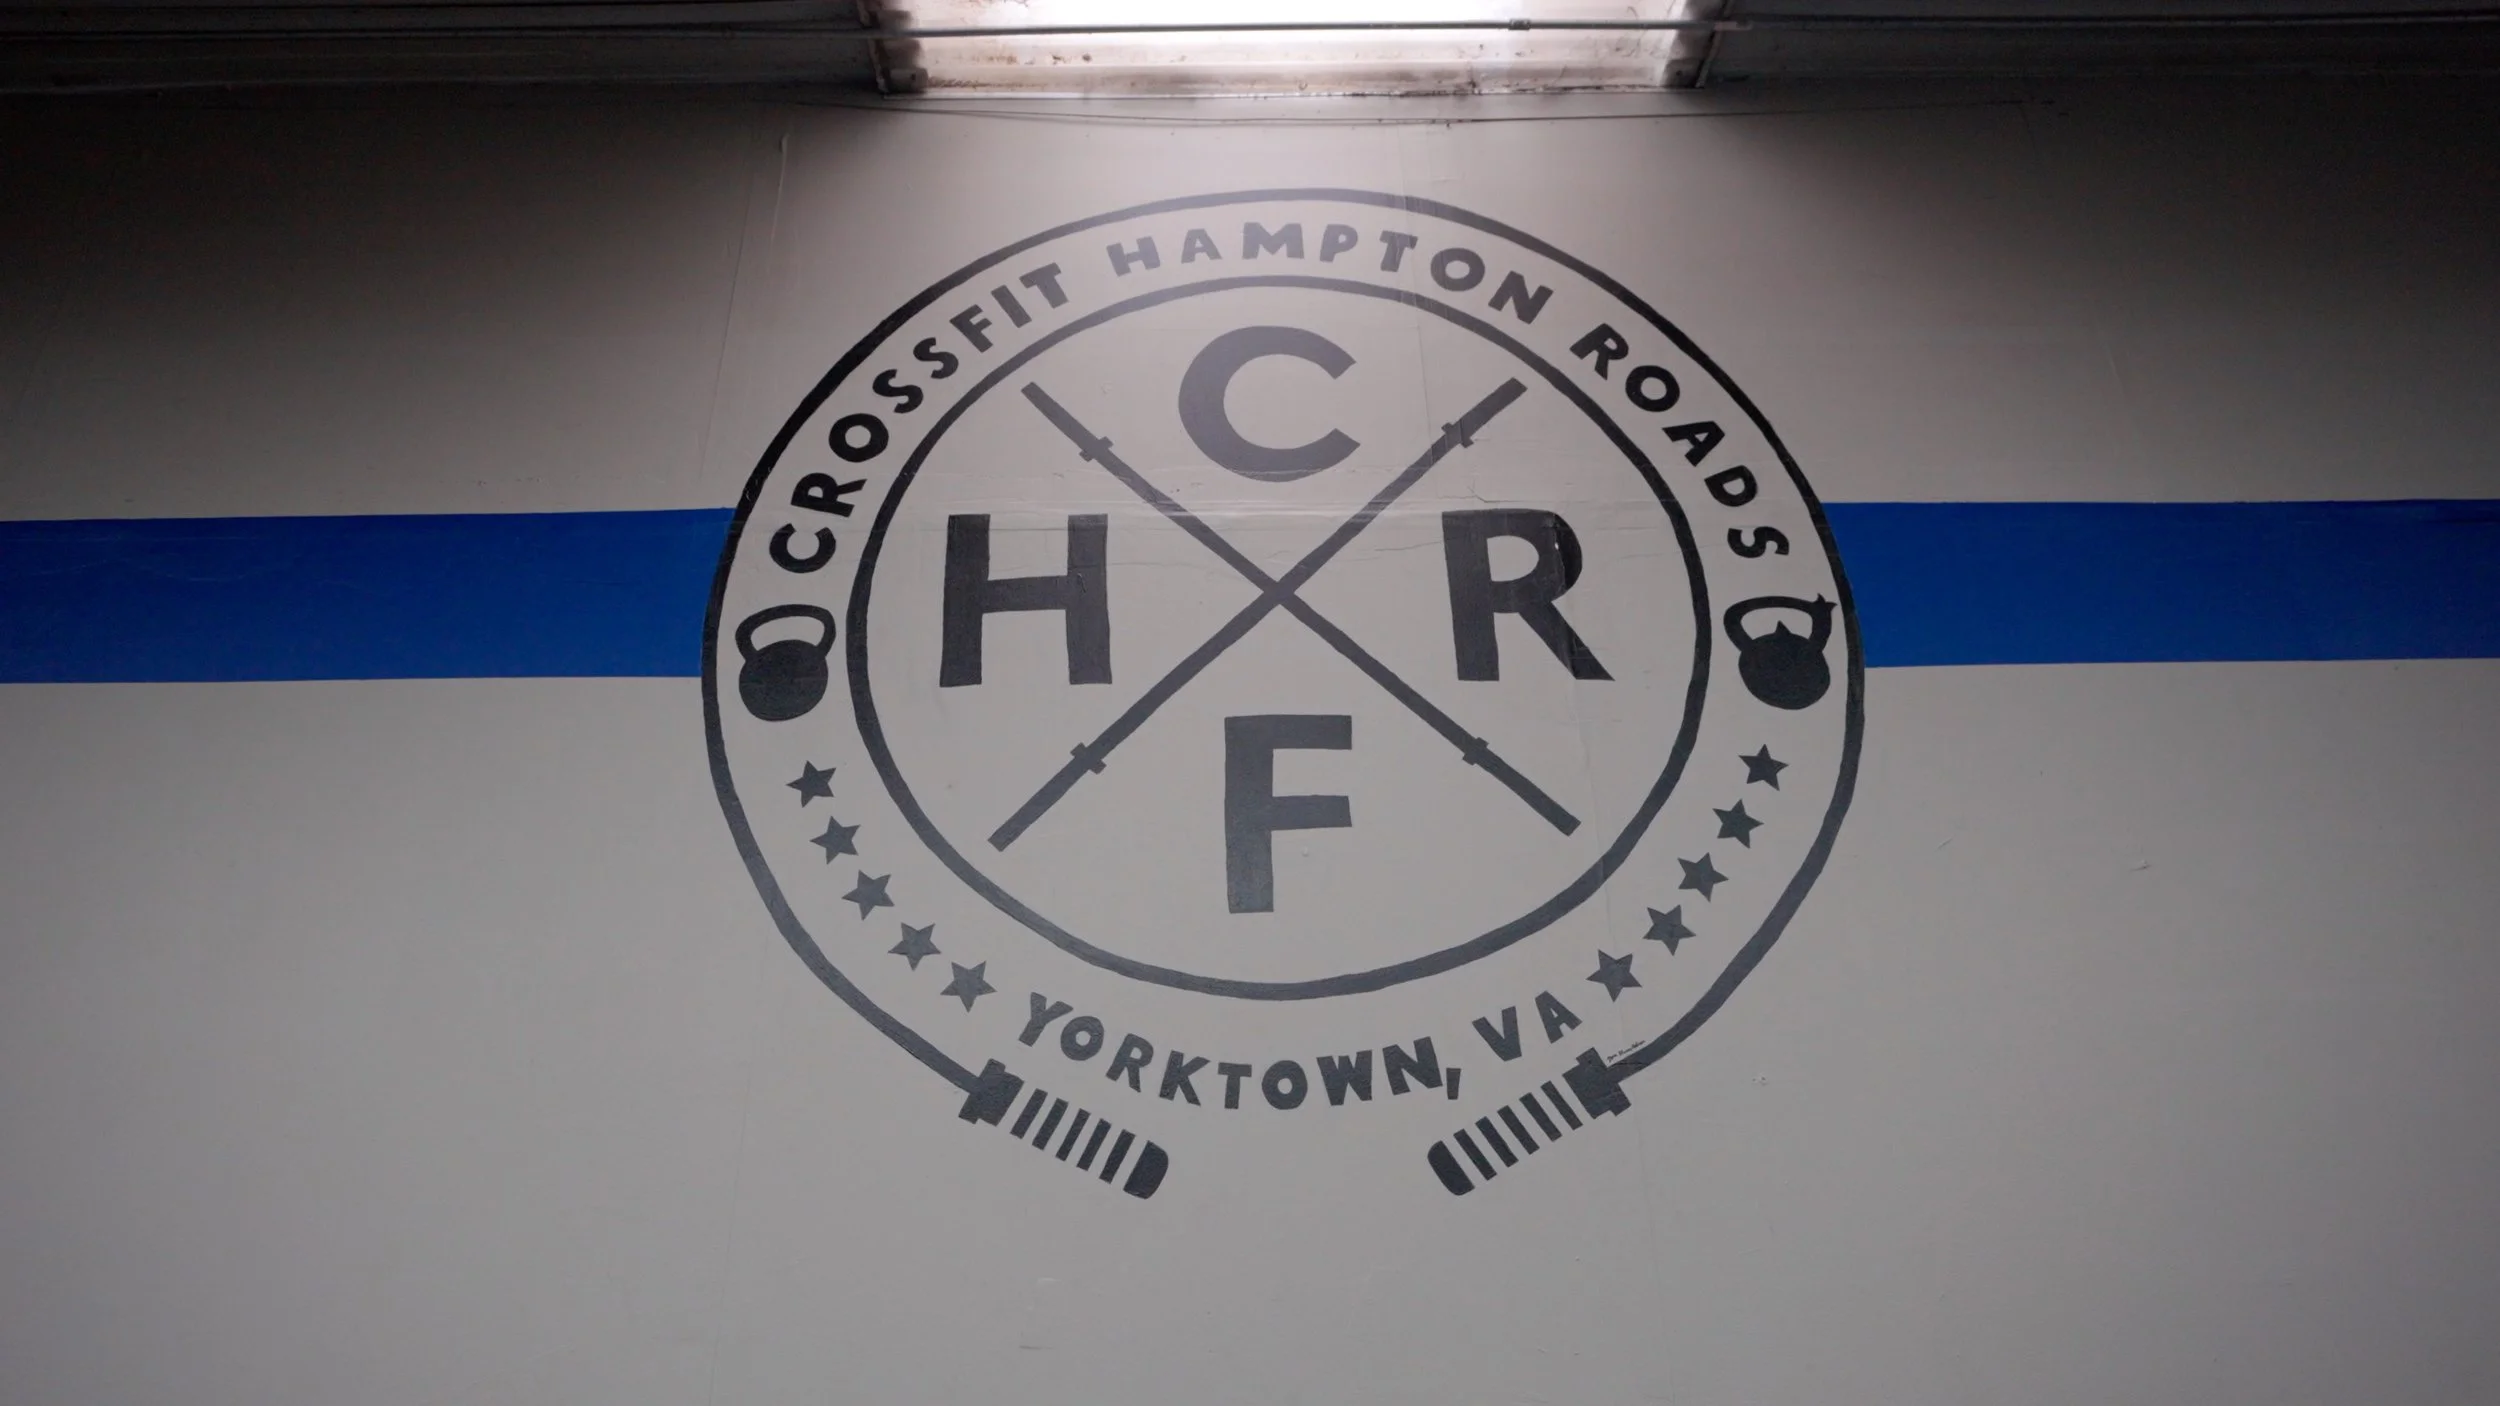 CROSSFIT HAMPTON ROADS
C
H R
F
YORKTOWN, VA